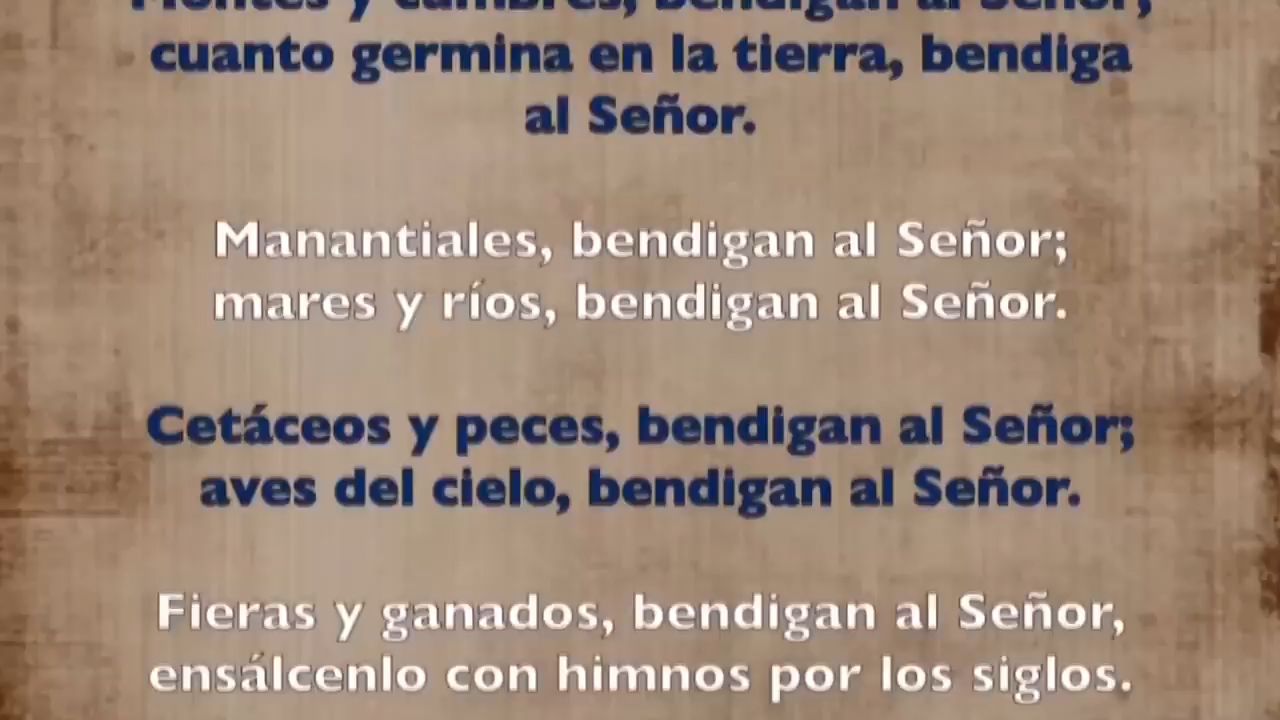 Montes y cumbres, bendigan al Señor;
cuanto germina en la tierra, bendiga
al Señor.
Manantiales, bendigan al Señor;
mares y ríos, bendigan al Señor.
Cetáceos y peces, bendigan al Señor;
aves del cielo, bendigan al Señor.
Fieras y ganados, bendigan al Señor,
ensálcenlo con himnos por los siglos.